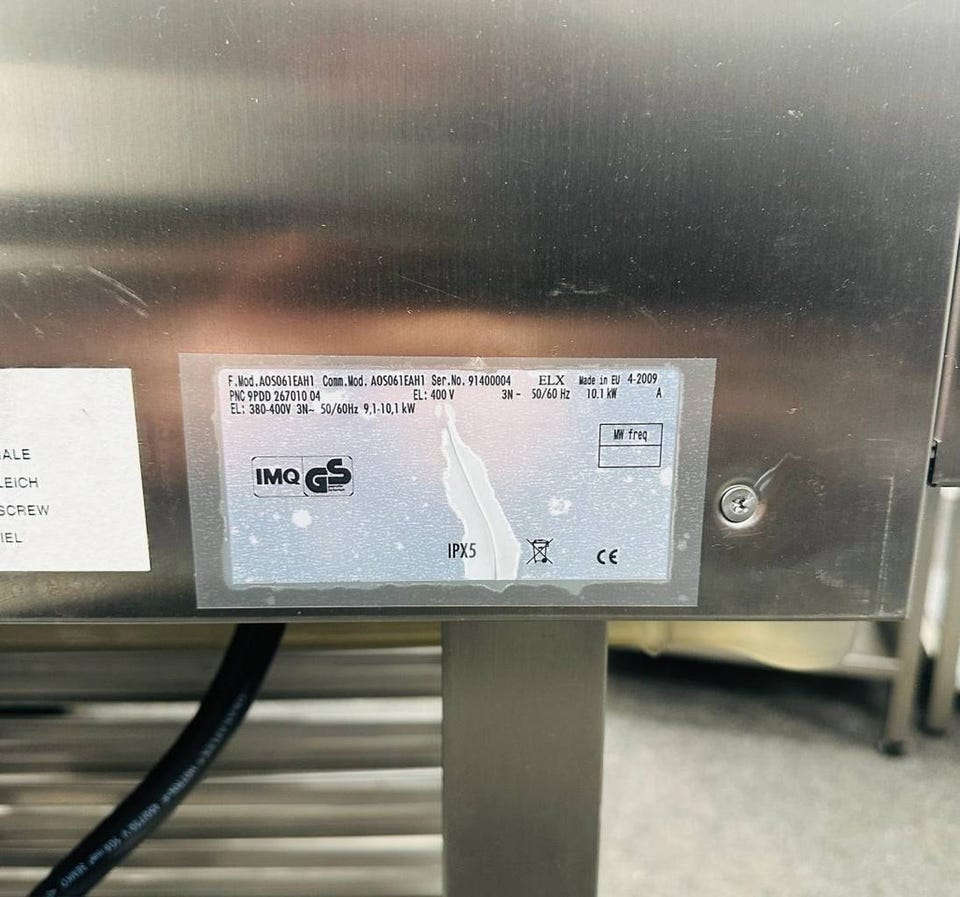 F.Mod.AOS061EAH1 Comm.Mod. AOS061EAH1 Ser.No. 91400004 ELX Made in EU 4-2009
PNC 9PDD 267010 04 EL: 400 V 3N~ 50/60 Hz 10.1 kW A
EL: 380-400V 3N~ 50/60Hz 9,1-10,1 kW
MW freq
IMQ GS
IPX5
CE
ALE
LEICH
SCREW
IEL